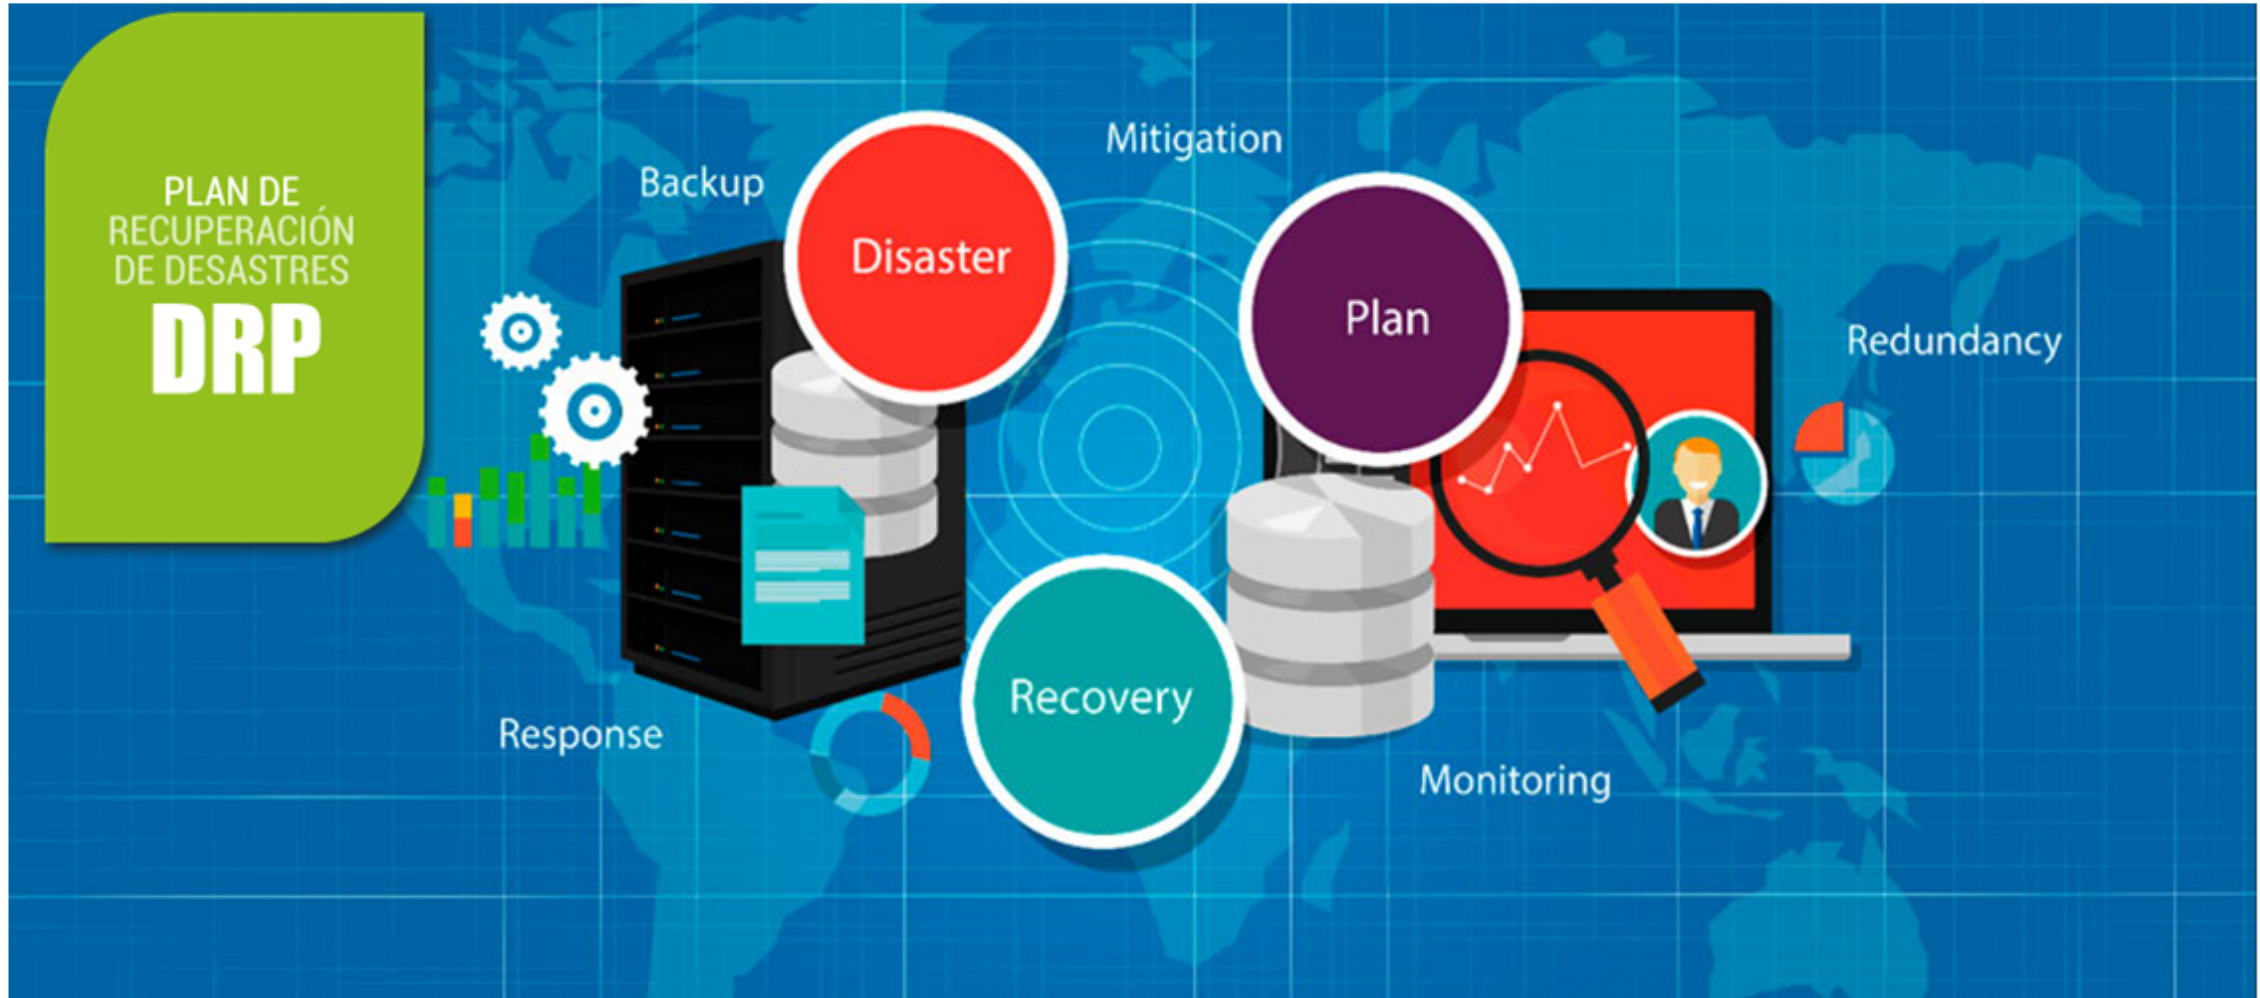 PLAN DE
RECUPERACIÓN
DE DESASTRES
DRP
Backup
Mitigation
Disaster
Plan
Redundancy
Recovery
Response
Monitoring